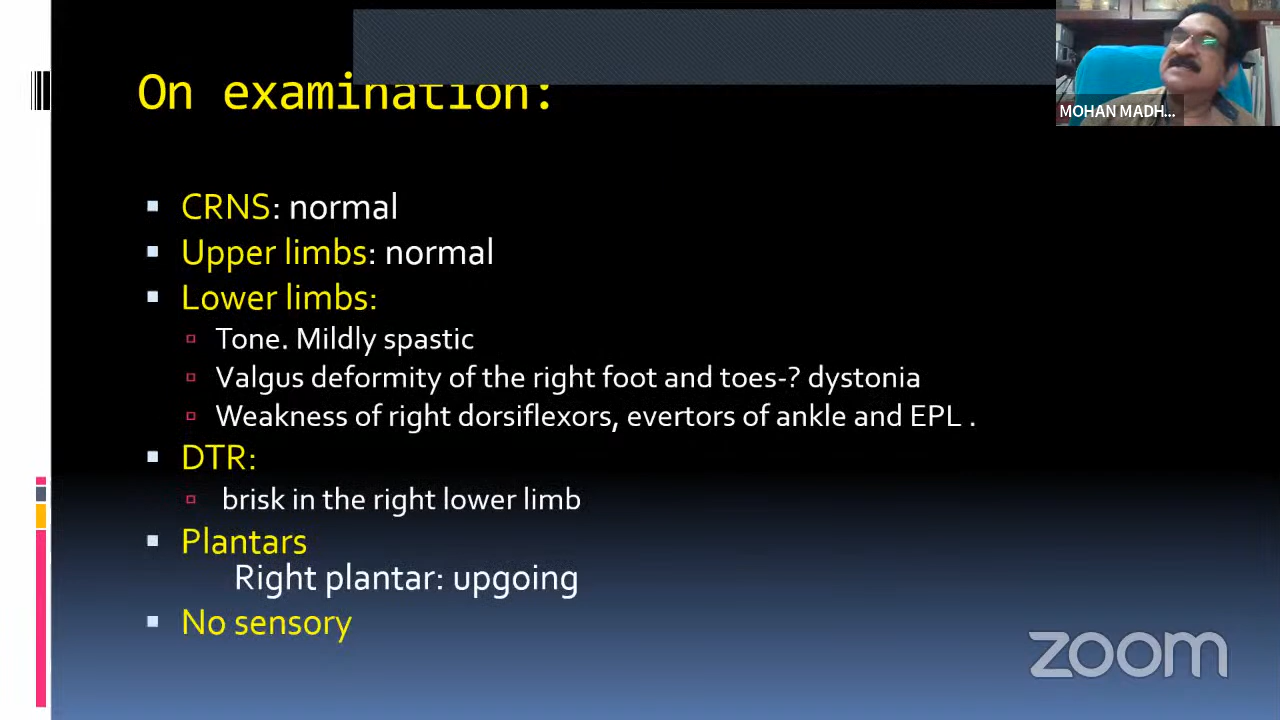 MOHAN MADH...
On examination:
CRNS: normal
Upper limbs: normal
Lower limbs:
Tone. Mildly spastic
Valgus deformity of the right foot and toes-? dystonia
Weakness of right dorsiflexors, evertors of ankle and EPL .
DTR:
brisk in the right lower limb
Plantars
Right plantar: upgoing
No sensory
zoom